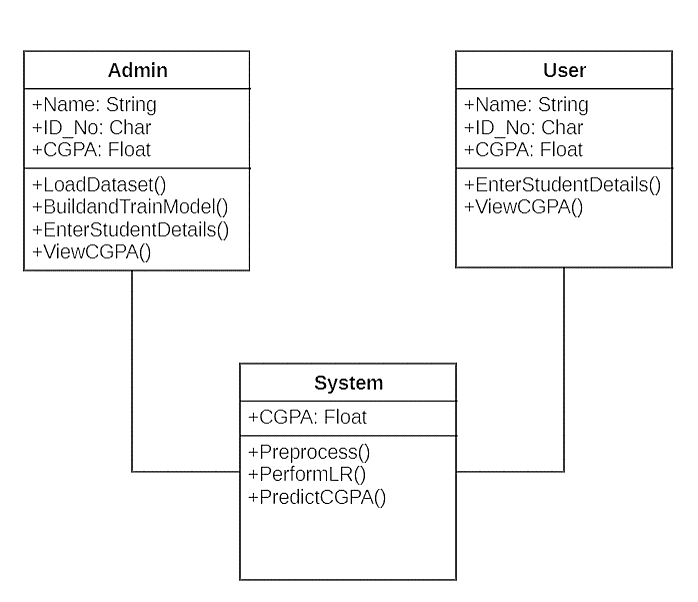 Admin
+Name: String
+ID_No: Char
+CGPA: Float
+LoadDataset()
+BuildandTrainModel()
+EnterStudentDetails()
+ViewCGPA()
User
+Name: String
+ID_No: Char
+CGPA: Float
+EnterStudentDetails()
+ViewCGPA()
System
+CGPA: Float
+Preprocess()
+PerformLR()
+PredictCGPA()